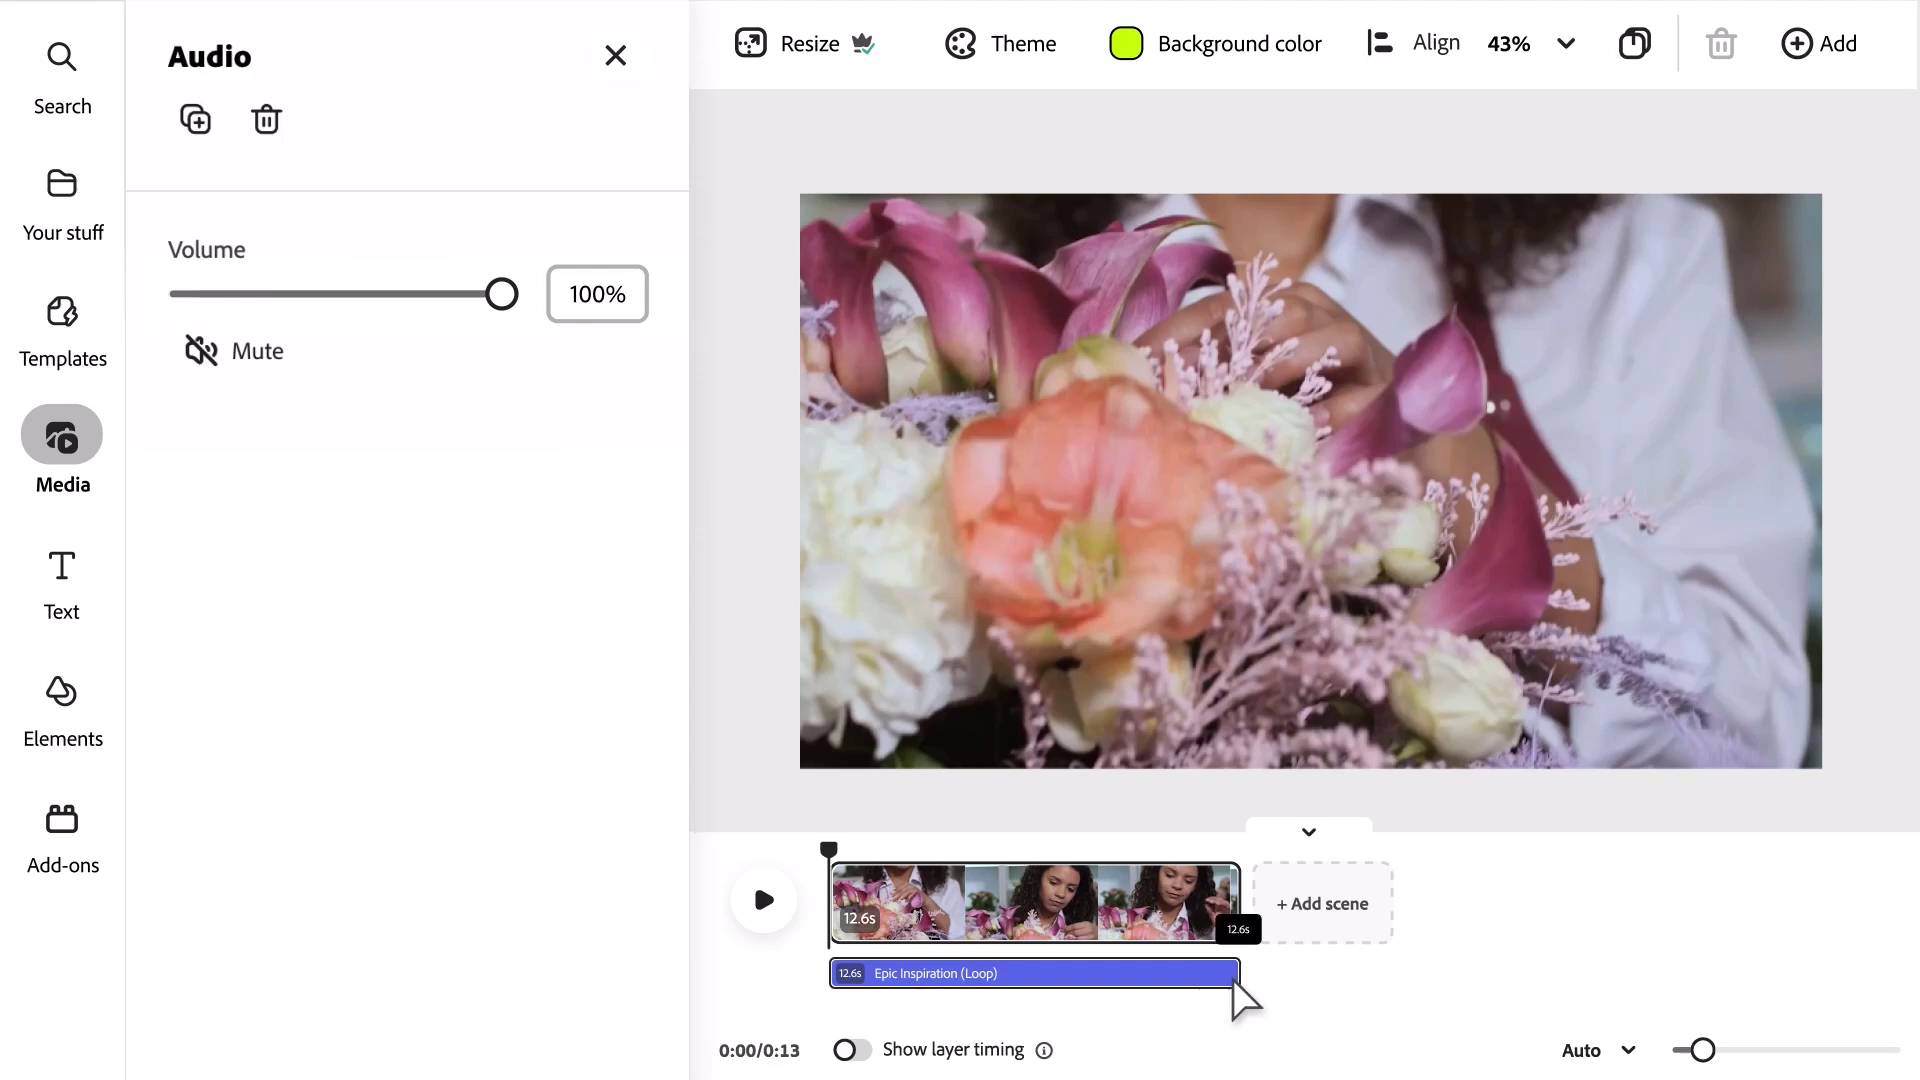 Search
Your stuff
Templates
Media
Text
Elements
Add-ons
Audio
Volume
100%
Mute
Resize
Theme
Background color
Align
43%
Add
12.6s
12.6s
+ Add scene
12.6s Epic Inspiration (Loop)
0:00/0:13
Show layer timing
Auto